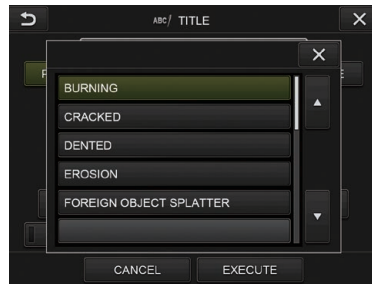 ABC/ TITLE
BURNING
CRACKED
DENTED
EROSION
FOREIGN OBJECT SPLATTER
CANCEL
EXECUTE